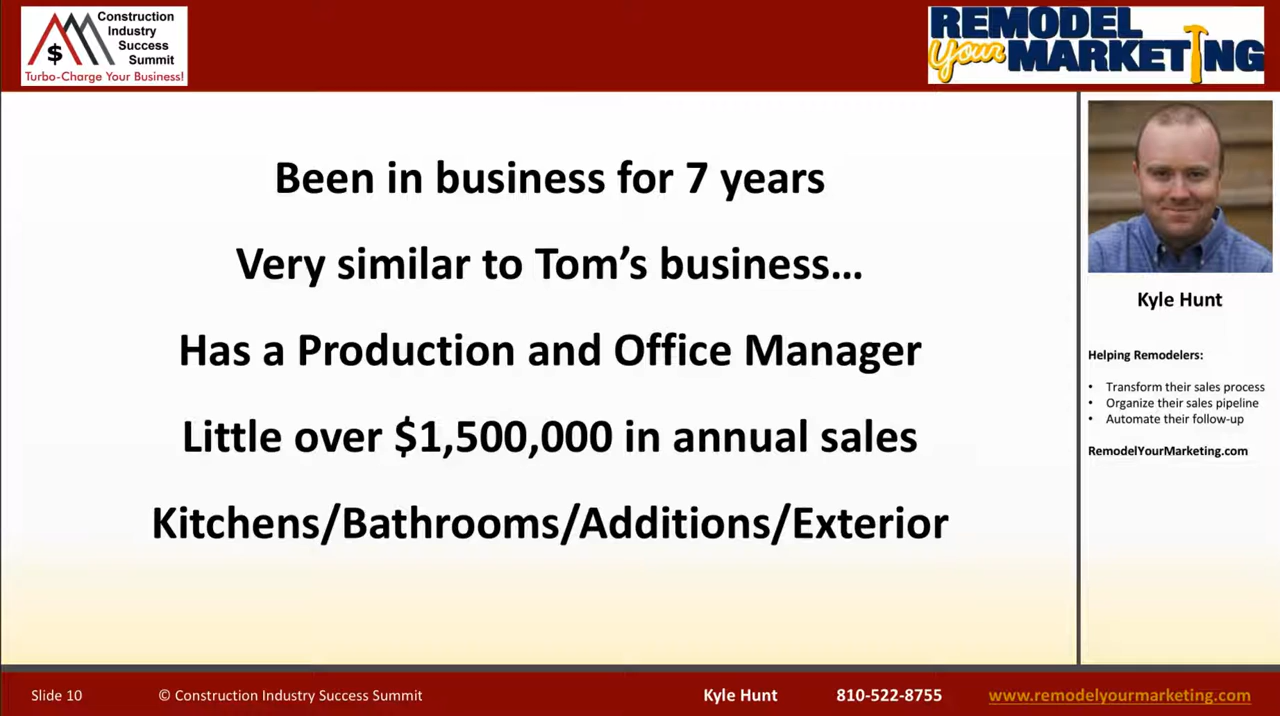 Construction
Industry
Success
Summit
$
Turbo-Charge Your Business!
REMODEL
Your MARKETING
Been in business for 7 years
Very similar to Tom’s business…
Has a Production and Office Manager
Little over $1,500,000 in annual sales
Kitchens/Bathrooms/Additions/Exterior
Kyle Hunt
Helping Remodelers:
• Transform their sales process
• Organize their sales pipeline
• Automate their follow-up
RemodelYourMarketing.com
Slide 10 © Construction Industry Success Summit Kyle Hunt 810-522-8755 www.remodelyourmarketing.com